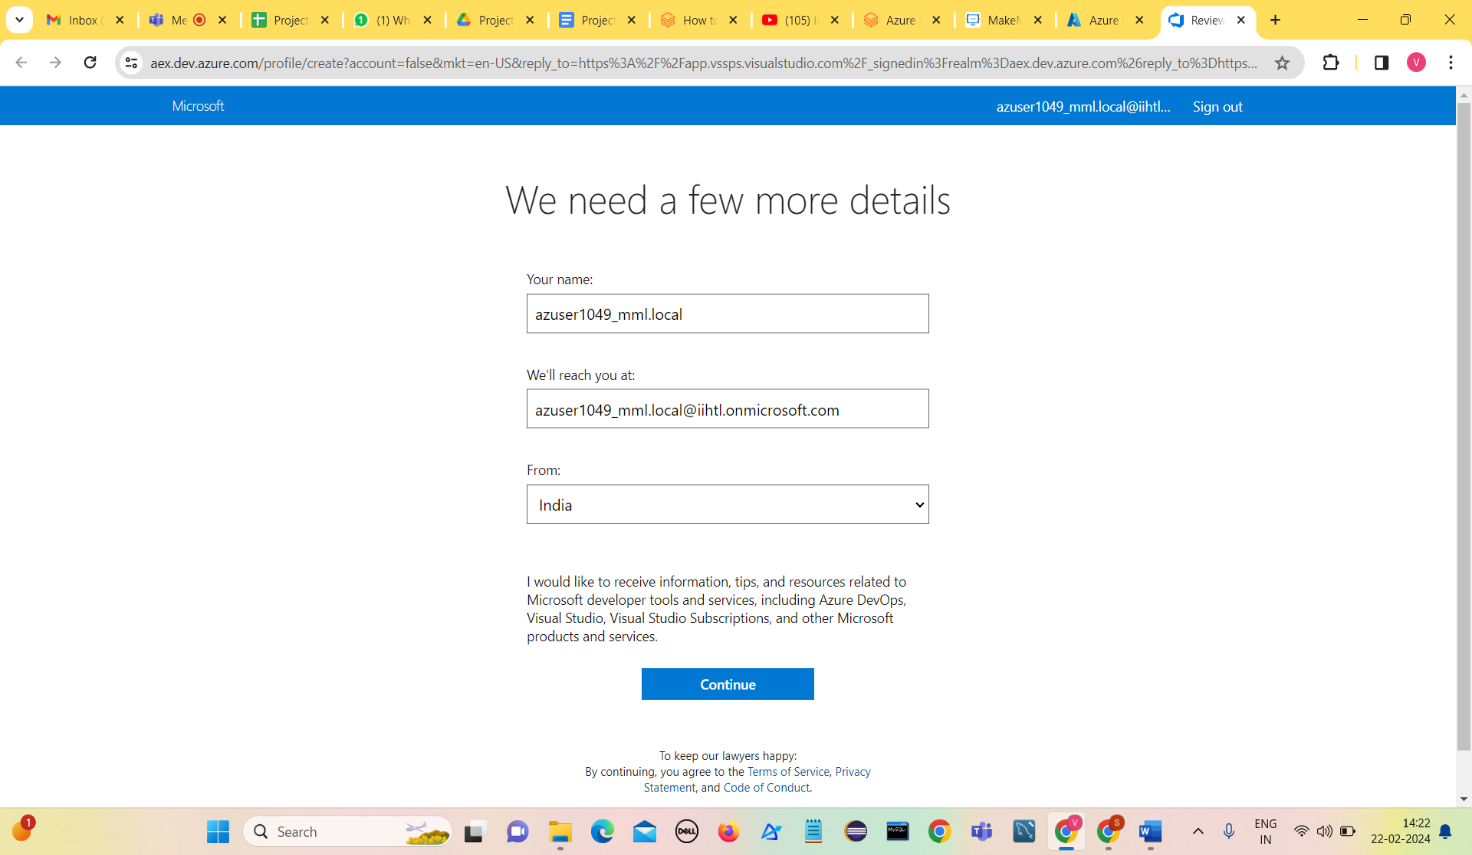 Inbox (
Me
Project
(1) Wh
Project
Project
How to
(105)
Azure
MakeM
Azure
Review
aex.dev.azure.com/profile/create?account=false&mkt=en-US&reply_to=https%3A%2F%2Fapp.vssps.visualstudio.com%2F_signedin%3Frealm%3Daex.dev.azure.com%26reply_to%3Dhttps...
V
Microsoft
azuser1049_mml.local@iihtl...
Sign out
We need a few more details
Your name:
azuser1049_mml.local
We'll reach you at:
azuser1049_mml.local@iihtl.onmicrosoft.com
From:
India
I would like to receive information, tips, and resources related to
Microsoft developer tools and services, including Azure DevOps,
Visual Studio, Visual Studio Subscriptions, and other Microsoft
products and services.
Continue
To keep our lawyers happy:
By continuing, you agree to the Terms of Service, Privacy
Statement, and Code of Conduct.
1
Search
DELL
MySQL
V
S
W
ENG
IN
14:22
22-02-2024